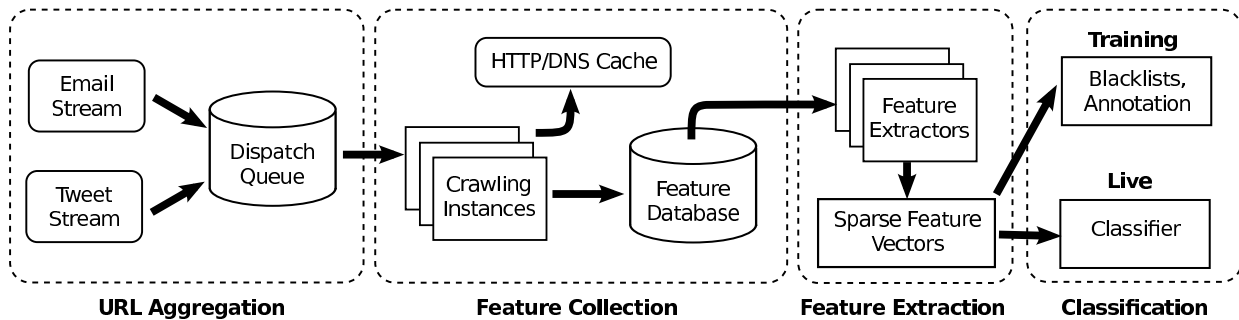 Email
Stream
Tweet
Stream
Dispatch
Queue
URL Aggregation
HTTP/DNS Cache
Crawling
Instances
Feature
Database
Feature Collection
Feature
Extractors
Sparse Feature
Vectors
Feature Extraction
Training
Blacklists,
Annotation
Live
Classifier
Classification